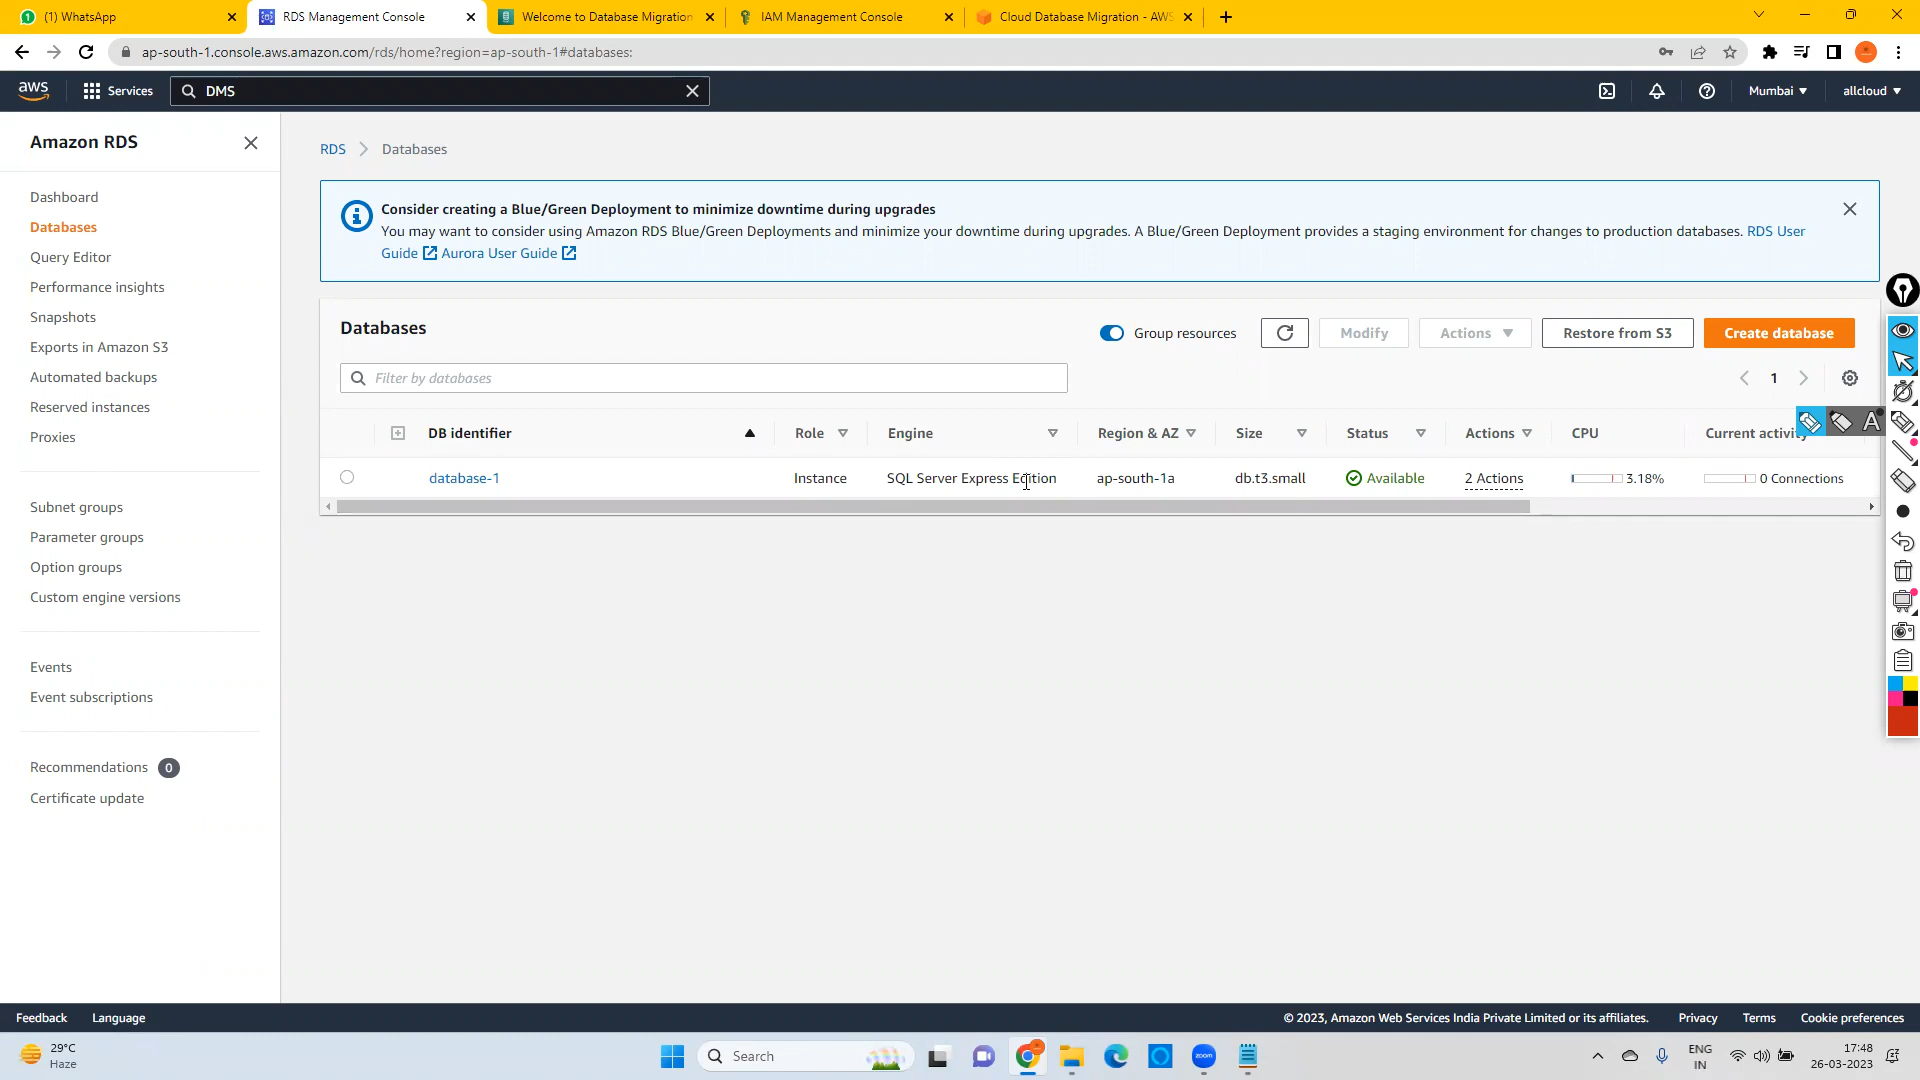 (1) WhatsApp
RDS Management Console
Welcome to Database Migration
IAM Management Console
Cloud Database Migration - AWS
ap-south-1.console.aws.amazon.com/rds/home?region=ap-south-1#databases:
aws
Services
DMS
Mumbai
allcloud
Amazon RDS
Dashboard
Databases
Query Editor
Performance insights
Snapshots
Exports in Amazon S3
Automated backups
Reserved instances
Proxies
Subnet groups
Parameter groups
Option groups
Custom engine versions
Events
Event subscriptions
Recommendations 0
Certificate update
RDS > Databases
Consider creating a Blue/Green Deployment to minimize downtime during upgrades
You may want to consider using Amazon RDS Blue/Green Deployments and minimize your downtime during upgrades. A Blue/Green Deployment provides a staging environment for changes to production databases. RDS User
Guide Aurora User Guide
Databases
Group resources
Modify
Actions
Restore from S3
Create database
Filter by databases
1
DB identifier Role Engine Region & AZ Size Status Actions CPU Current activity
database-1 Instance SQL Server Express Edition ap-south-1a db.t3.small Available 2 Actions 3.18% 0 Connections
A
Feedback Language
© 2023, Amazon Web Services India Private Limited or its affiliates. Privacy Terms Cookie preferences
29°C
Haze
Search
zoom
ENG
IN
17:48
26-03-2023